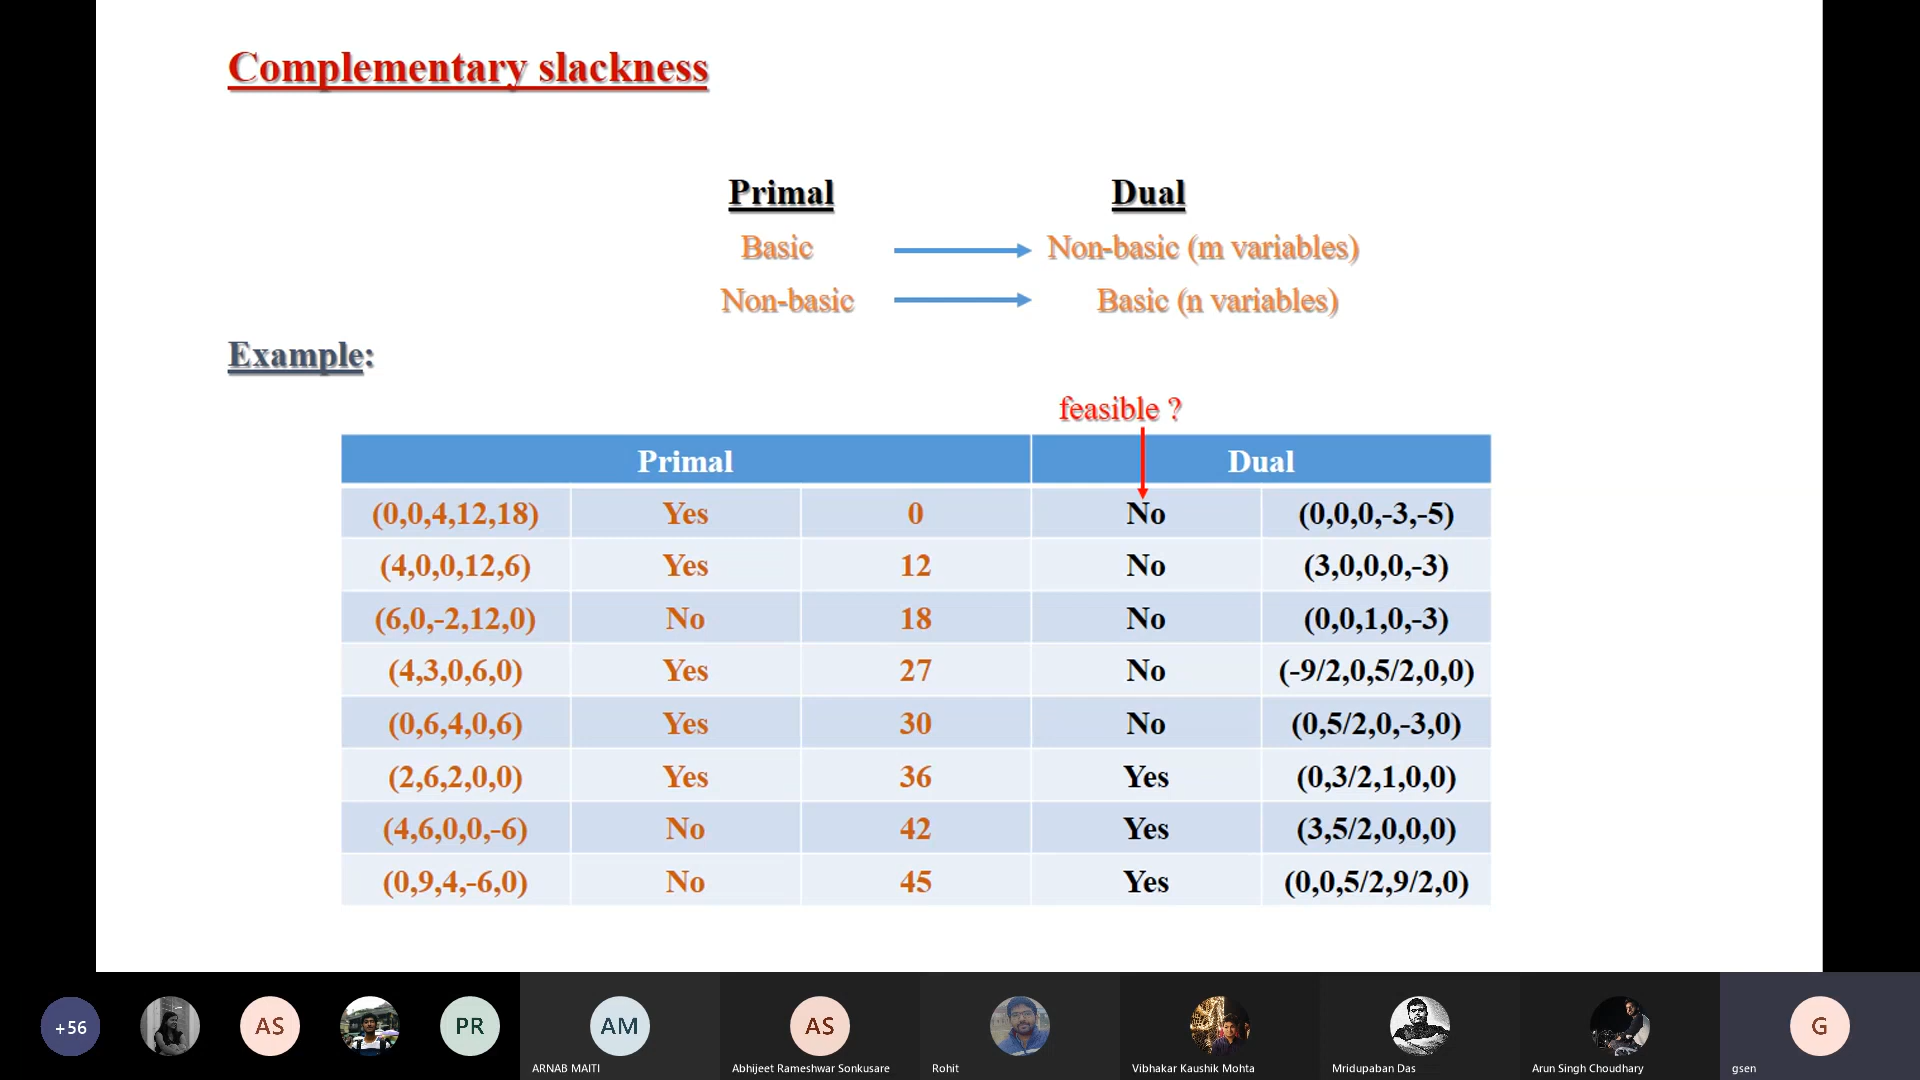 Complementary slackness
Primal Dual
Basic Non-basic (m variables)
Non-basic Basic (n variables)
Example:
feasible ?
Primal Dual
(0,0,4,12,18) Yes 0 No (0,0,0,-3,-5)
(4,0,0,12,6) Yes 12 No (3,0,0,0,-3)
(6,0,-2,12,0) No 18 No (0,0,1,0,-3)
(4,3,0,6,0) Yes 27 No (-9/2,0,5/2,0,0)
(0,6,4,0,6) Yes 30 No (0,5/2,0,-3,0)
(2,6,2,0,0) Yes 36 Yes (0,3/2,1,0,0)
(4,6,0,0,-6) No 42 Yes (3,5/2,0,0,0)
(0,9,4,-6,0) No 45 Yes (0,0,5/2,9/2,0)
+56 AS PR AM AS G
ARNAB MAITI Abhijeet Rameshwar Sonkusare Rohit Vibhakar Kaushik Mohta Mridupaban Das Arun Singh Choudhary gsen